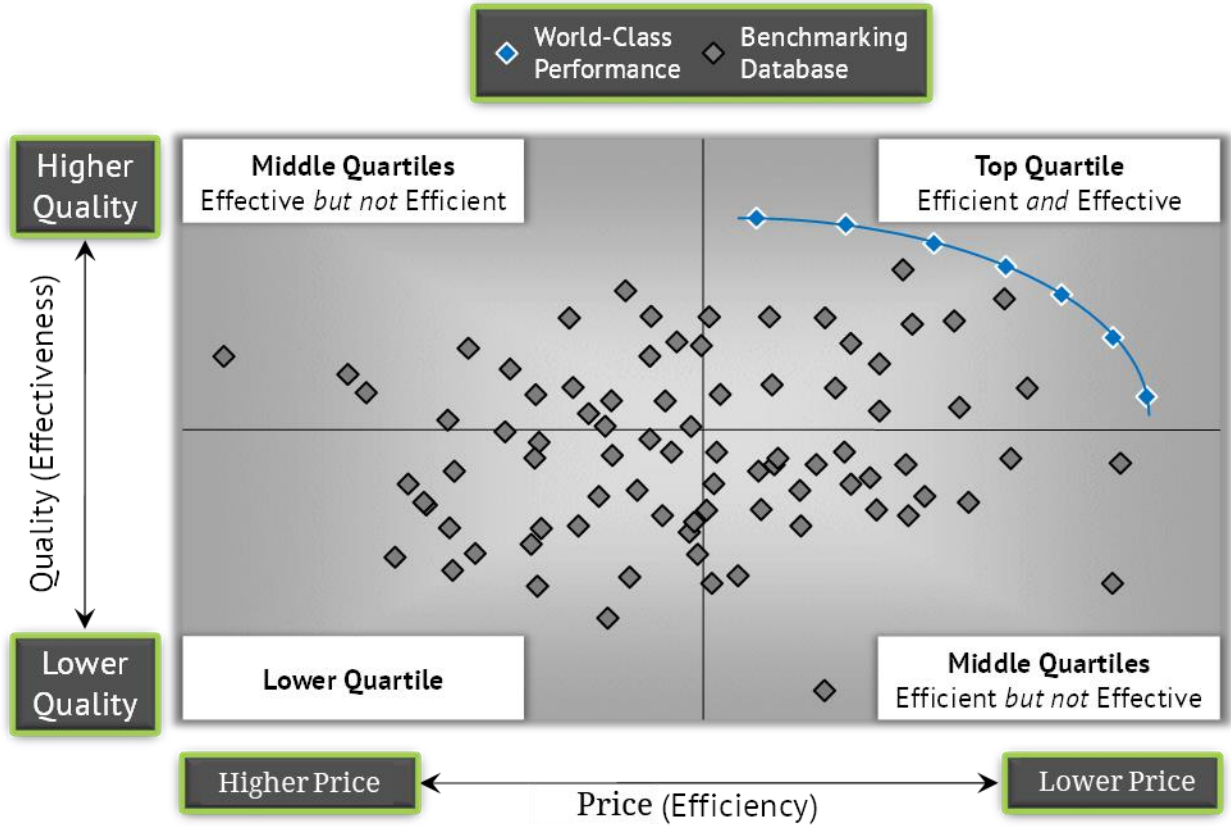 World-Class
Performance
Benchmarking
Database
Higher
Quality
Middle Quartiles
Effective but not Efficient
Top Quartile
Efficient and Effective
Quality (Effectiveness)
Lower
Quality
Lower Quartile
Middle Quartiles
Efficient but not Effective
Higher Price
Price (Efficiency)
Lower Price